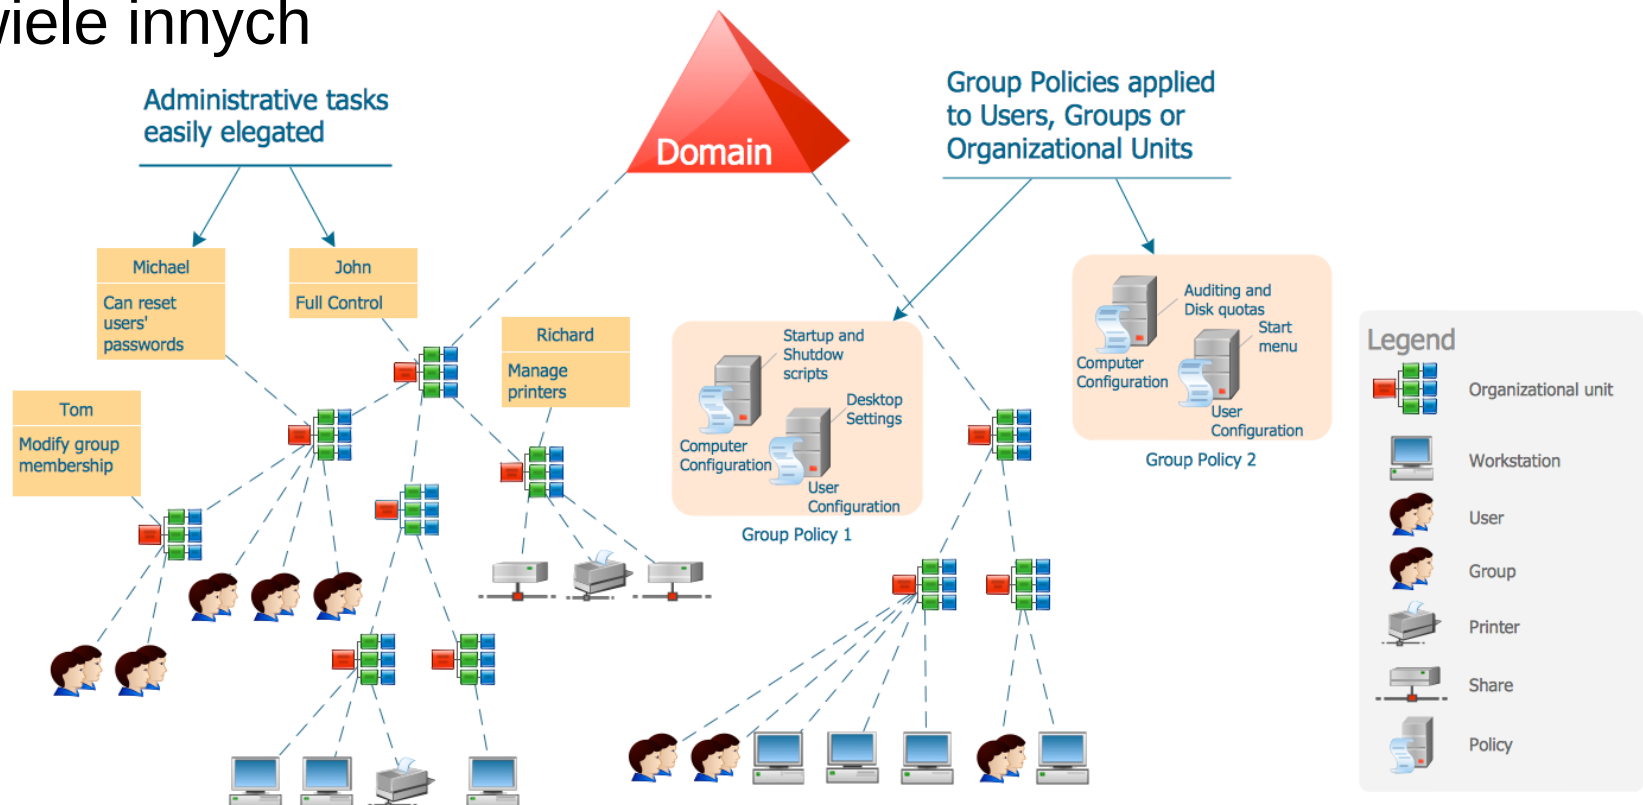 wiele innych
Administrative tasks
easily elegated
Domain
Group Policies applied
to Users, Groups or
Organizational Units
Michael
Can reset
users'
passwords
John
Full Control
Tom
Modify group
membership
Richard
Manage
printers
Startup and
Shutdow
scripts
Desktop
Settings
Computer
Configuration
User
Configuration
Group Policy 1
Auditing and
Disk quotas
Start
menu
Computer
Configuration
User
Configuration
Group Policy 2
Legend
Organizational unit
Workstation
User
Group
Printer
Share
Policy